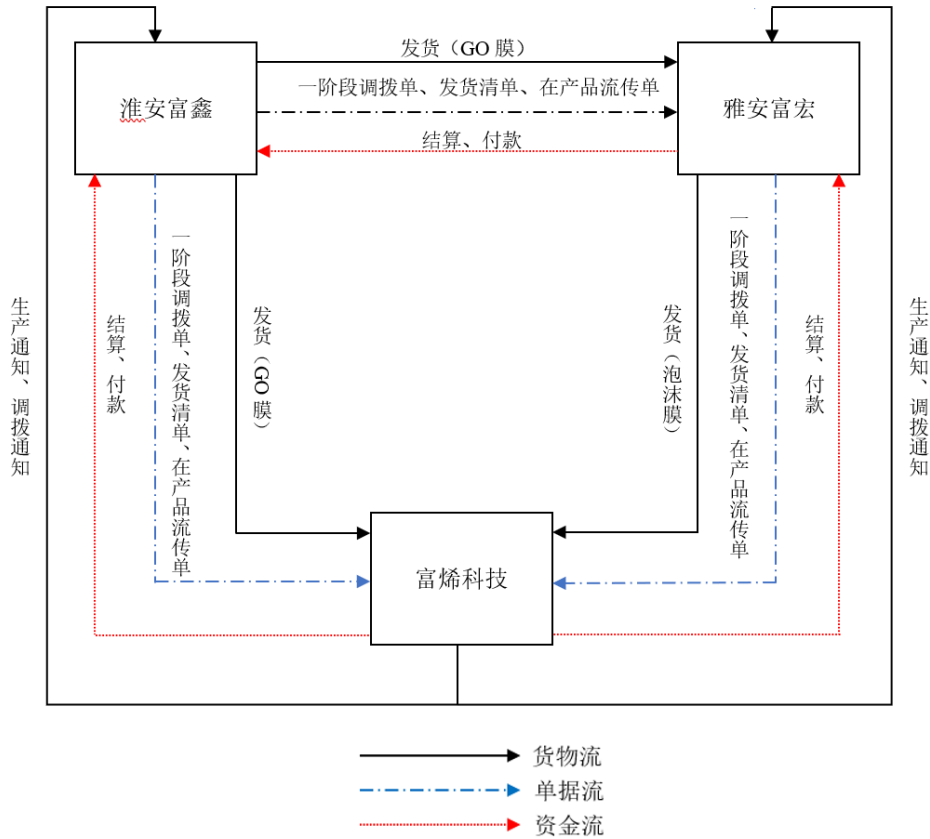 发货（GO 膜）
一阶段调拨单、发货清单、在产品流传单
淮安富鑫
雅安富宏
结算、付款
生产通知、调拨通知
结算、付款
一阶段调拨单、发货清单、在产品流传单
发货（GO 膜）
发货（泡沫膜）
一阶段调拨单、发货清单、在产品流传单
结算、付款
生产通知、调拨通知
富烯科技
货物流
单据流
资金流